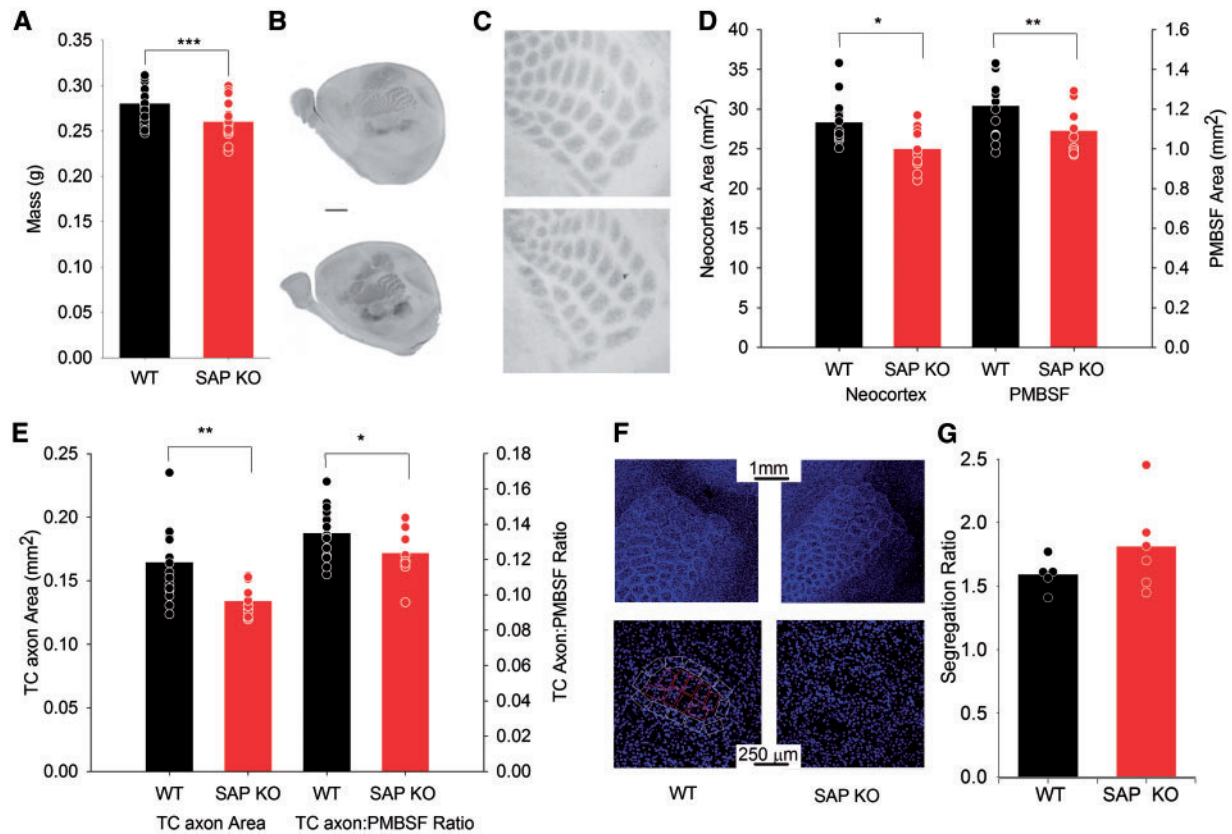 A
0.35
0.30
0.25
0.20
0.15
0.10
0.05
0.00
Mass (g)
***
WT
SAP KO
B
C
D
40
35
30
25
20
15
10
5
0
Neocortex Area (mm²)
*
**
1.6
1.4
1.2
1.0
0.8
0.6
0.4
0.2
0.0
PMBSF Area (mm²)
WT SAP KO WT SAP KO
Neocortex PMBSF
E
0.25
0.20
0.15
0.10
0.05
0.00
TC axon Area (mm²)
**
*
0.18
0.16
0.14
0.12
0.10
0.08
0.06
0.04
0.02
0.00
TC Axon:PMBSF Ratio
WT SAP KO WT SAP KO
TC axon Area TC axon:PMBSF Ratio
F
1mm
250 μm
WT SAP KO
G
2.5
2.0
1.5
1.0
0.5
0.0
Segregation Ratio
WT SAP KO